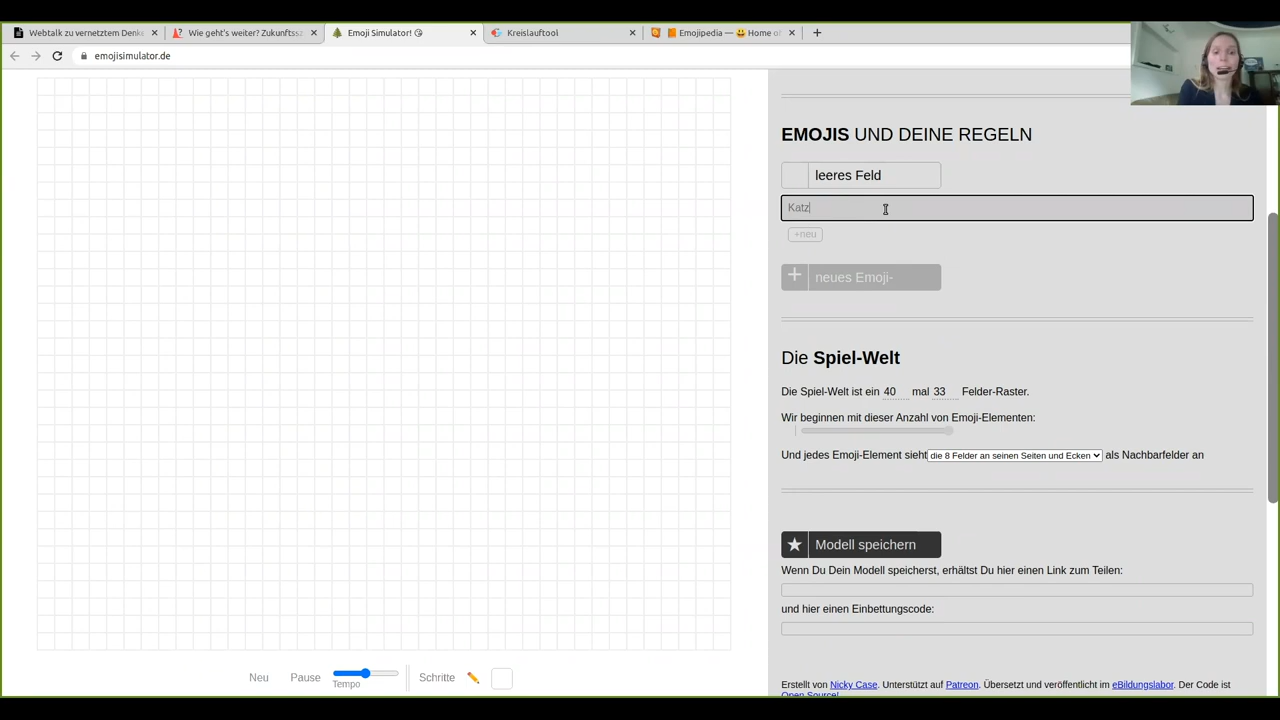 Webtalk zu vernetztem Denke
Wie geht's weiter? Zukunftssz
Emoji Simulator! 😘
Kreislauftool
📙 Emojipedia — 😃 Home of
emojisimulator.de
EMOJIS UND DEINE REGELN
leeres Feld
Katz
+neu
+ neues Emoji-
Die Spiel-Welt
Die Spiel-Welt ist ein 40 mal 33 Felder-Raster.
Wir beginnen mit dieser Anzahl von Emoji-Elementen:
Und jedes Emoji-Element sieht die 8 Felder an seinen Seiten und Ecken als Nachbarfelder an
★ Modell speichern
Wenn Du Dein Modell speicherst, erhältst Du hier einen Link zum Teilen:
und hier einen Einbettungscode:
Erstellt von Nicky Case. Unterstützt auf Patreon. Übersetzt und veröffentlicht im eBildungslabor. Der Code ist
Open Source!
Neu Pause Tempo Schritte